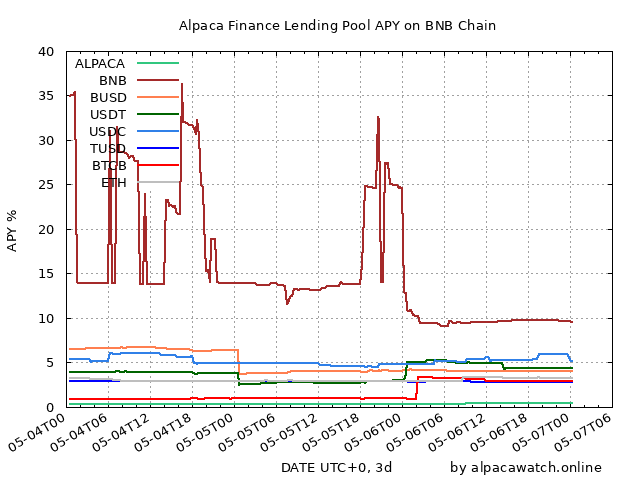 Alpaca Finance Lending Pool APY on BNB Chain
40
35
30
25
20
15
10
5
0
APY %
ALPACA
BNB
BUSD
USDT
USDC
TUSD
BTCB
ETH
05-04T00
05-04T06
05-04T12
05-04T18
05-05T00
05-05T06
05-05T12
05-05T18
05-06T00
05-06T06
05-06T12
05-06T18
05-07T00
05-07T06
DATE UTC+0, 3d
by alpacawatch.online